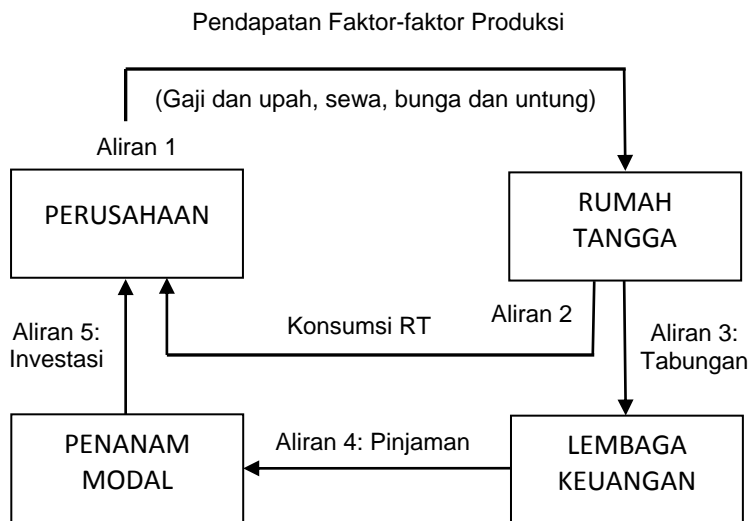 Pendapatan Faktor-faktor Produksi
(Gaji dan upah, sewa, bunga dan untung)
Aliran 1
PERUSAHAAN
RUMAH
TANGGA
Aliran 5:
Investasi
Konsumsi RT
Aliran 2
Aliran 3:
Tabungan
PENANAM
MODAL
Aliran 4: Pinjaman
LEMBAGA
KEUANGAN